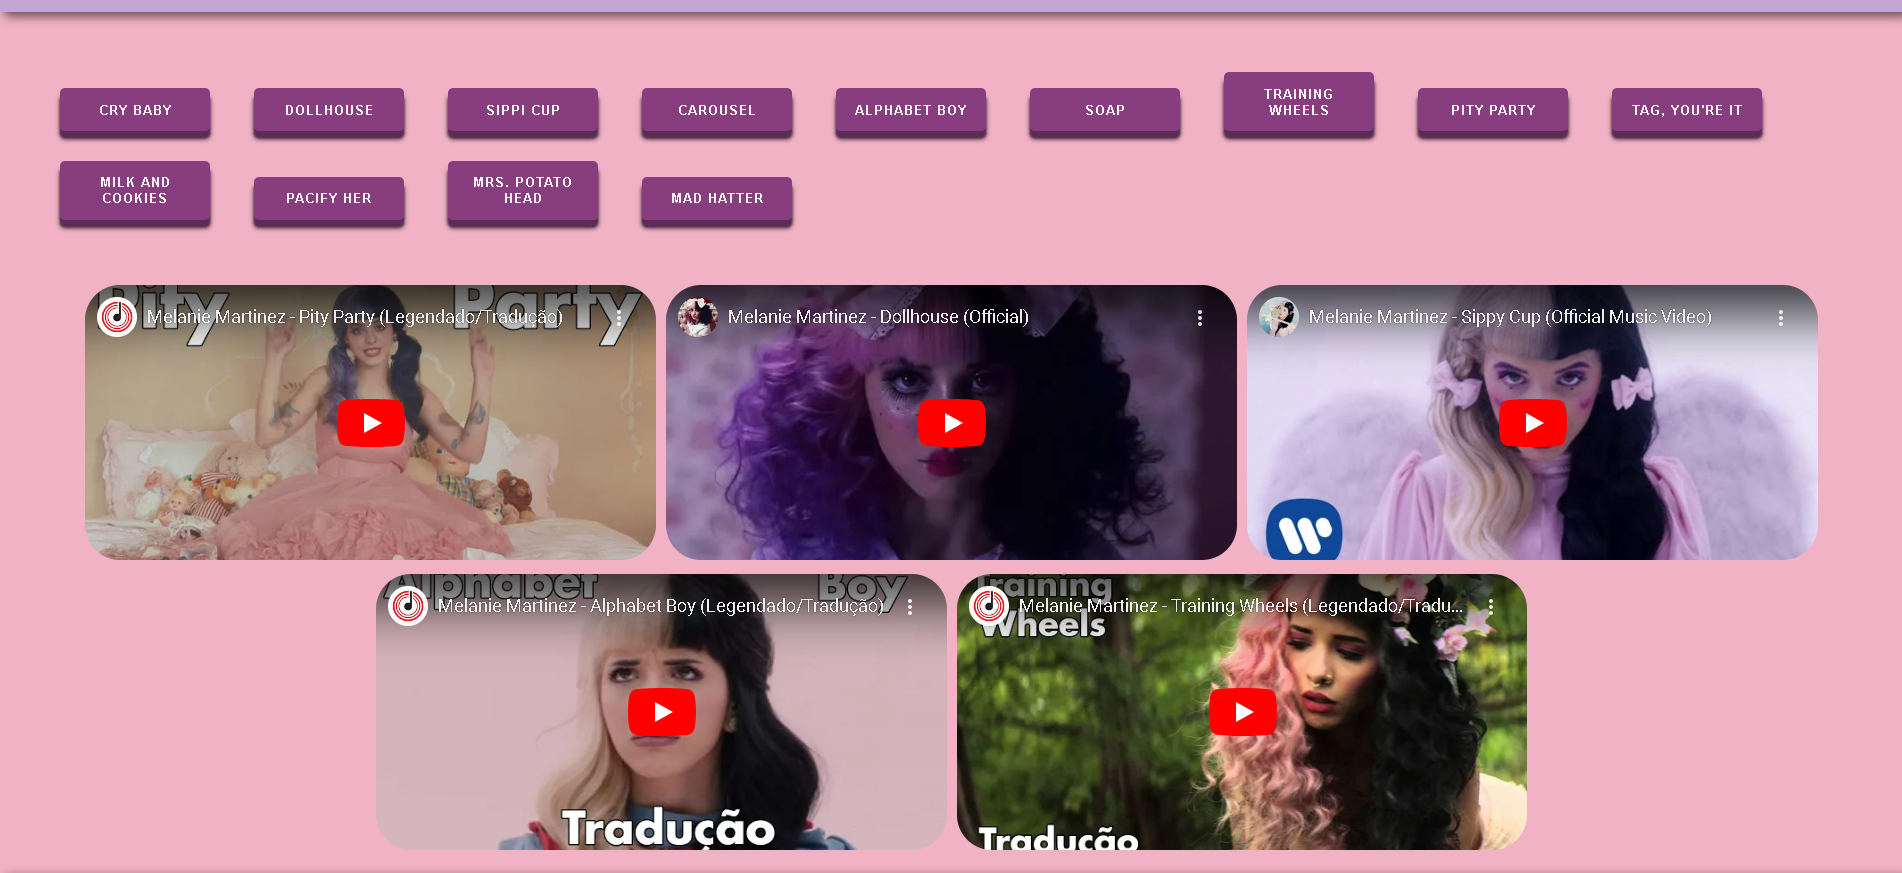 CRY BABY
DOLLHOUSE
SIPPI CUP
CAROUSEL
ALPHABET BOY
SOAP
TRAINING
WHEELS
PITY PARTY
TAG, YOU'RE IT
MILK AND
COOKIES
PACIFY HER
MRS. POTATO
HEAD
MAD HATTER
Pity Party
Melanie Martinez - Pity Party (Legendado/Tradução)
Melanie Martinez - Dollhouse (Official)
Melanie Martinez - Sippy Cup (Official Music Video)
Alphabet Boy
Melanie Martinez - Alphabet Boy (Legendado/Tradução)
Tradução
Training
Melanie Martinez - Training Wheels (Legendado/Tradu...
Wheels
Tradução